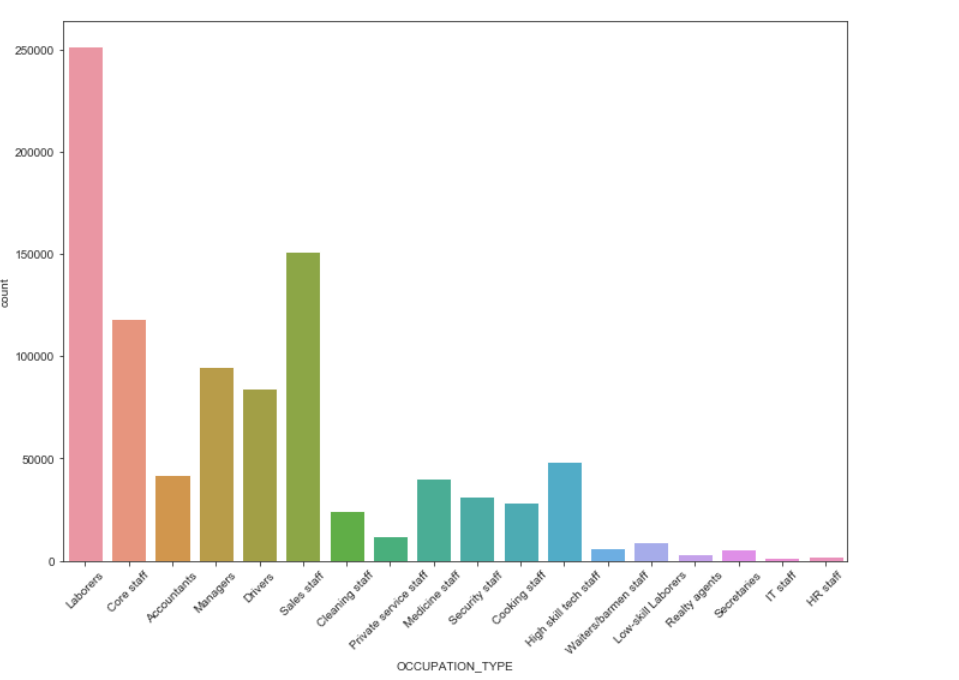 250000
200000
150000
100000
50000
0
count
Laborers
Core staff
Accountants
Managers
Drivers
Sales staff
Cleaning staff
Private service staff
Medicine staff
Security staff
Cooking staff
High skill tech staff
Waiters/barmen staff
Low-skill Laborers
Realty agents
Secretaries
IT staff
HR staff
OCCUPATION_TYPE